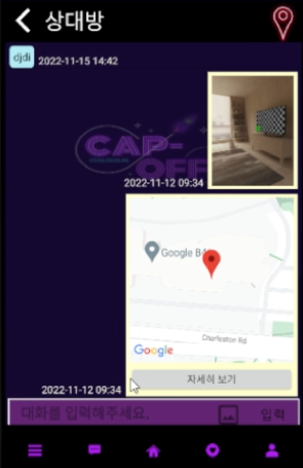 상대방
djdi
2022-11-15 14:42
CAP-
OFF
2022-11-12 09:34
Google B4
Charleston Rd
Google
자세히 보기
2022-11-12 09:34
대화를 입력해주세요.
입력